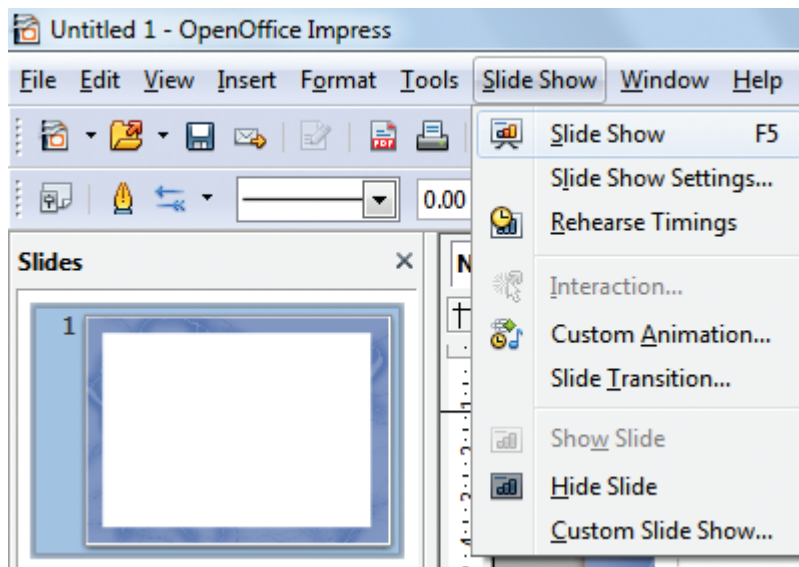 Untitled 1 - OpenOffice Impress
File Edit View Insert Format Tools Slide Show Window Help
PDF
0.00
Slides
1
N
Slide Show F5
Slide Show Settings...
Rehearse Timings
Interaction...
Custom Animation...
Slide Transition...
Show Slide
Hide Slide
Custom Slide Show...